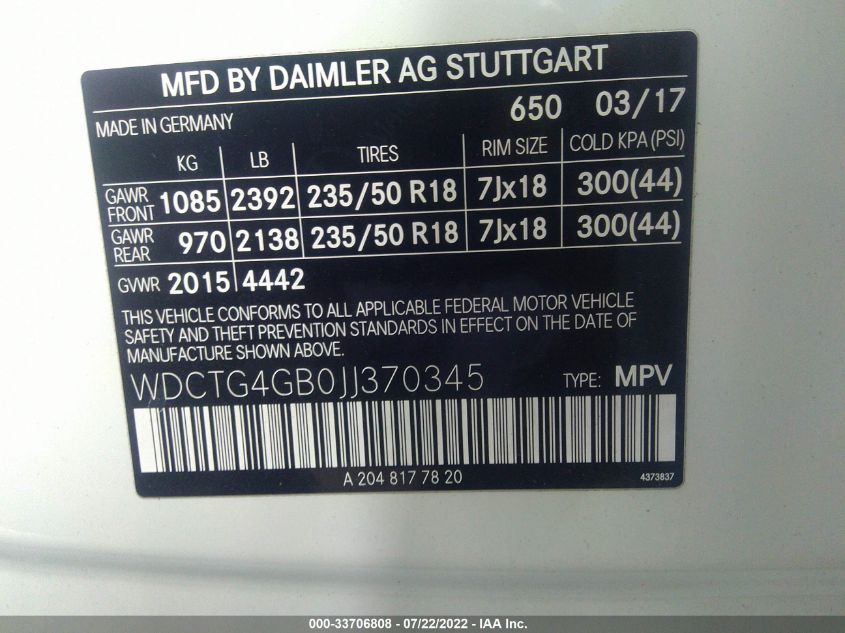 MFD BY DAIMLER AG STUTTGART
650 03/17
MADE IN GERMANY
KG LB TIRES RIM SIZE COLD KPA (PSI)
GAWR FRONT 1085 2392 235/50 R18 7Jx18 300(44)
GAWR REAR 970 2138 235/50 R18 7Jx18 300(44)
GVWR 2015 4442
THIS VEHICLE CONFORMS TO ALL APPLICABLE FEDERAL MOTOR VEHICLE
SAFETY AND THEFT PREVENTION STANDARDS IN EFFECT ON THE DATE OF
MANUFACTURE SHOWN ABOVE.
WDCTG4GB0JJ370345 TYPE: MPV
A 204 817 78 20 4373837
000-33706808 - 07/22/2022 - IAA Inc.